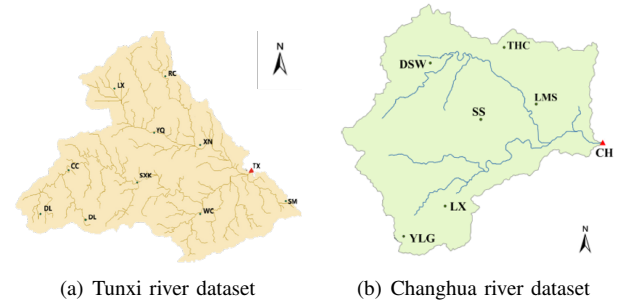 N
RC
LX
YQ
XN
TX
CC
SXK
SM
DL
DL
WC
THC
DSW
LMS
SS
CH
LX
YLG
N
(a) Tunxi river dataset
(b) Changhua river dataset